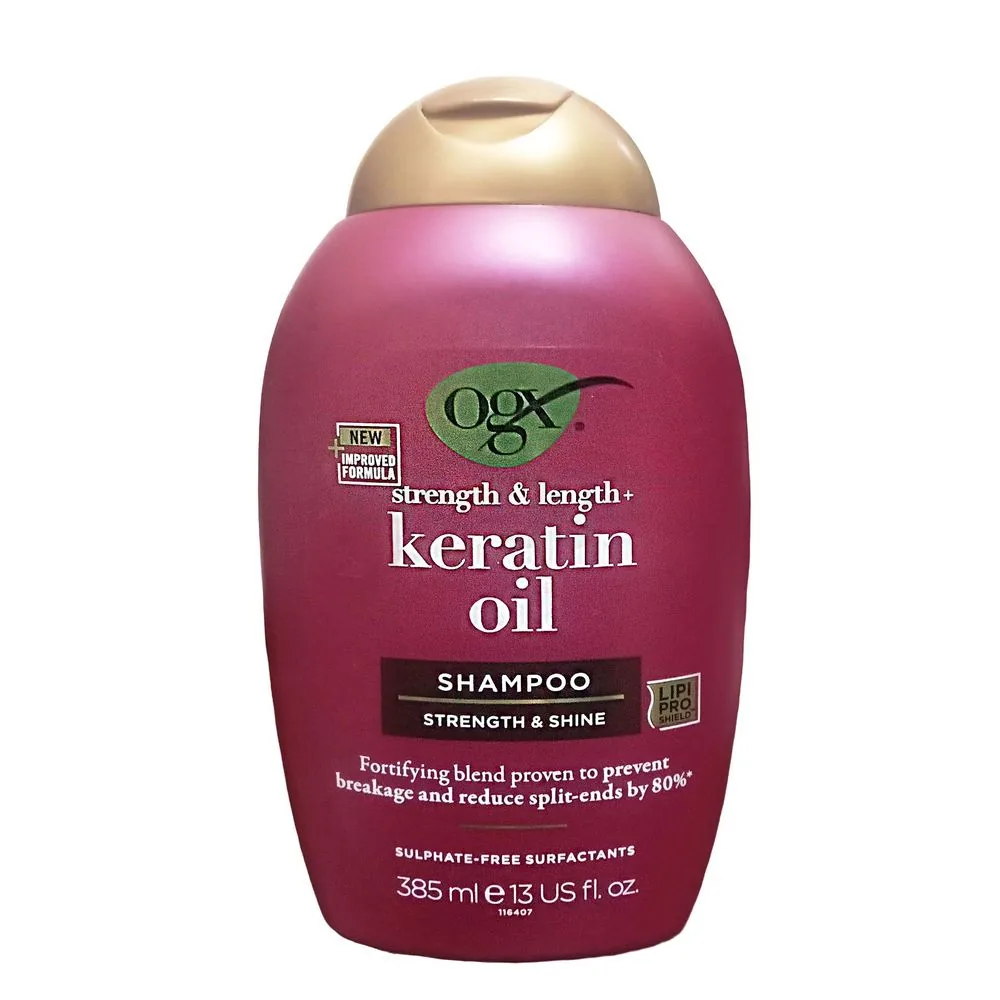 ogx
NEW
+ IMPROVED
FORMULA
strength & length+
keratin
oil
SHAMPOO
STRENGTH & SHINE
LIPI
PRO
SHIELD
Fortifying blend proven to prevent
breakage and reduce split-ends by 80%*
SULPHATE-FREE SURFACTANTS
385 ml e 13 US fl. oz.
116407